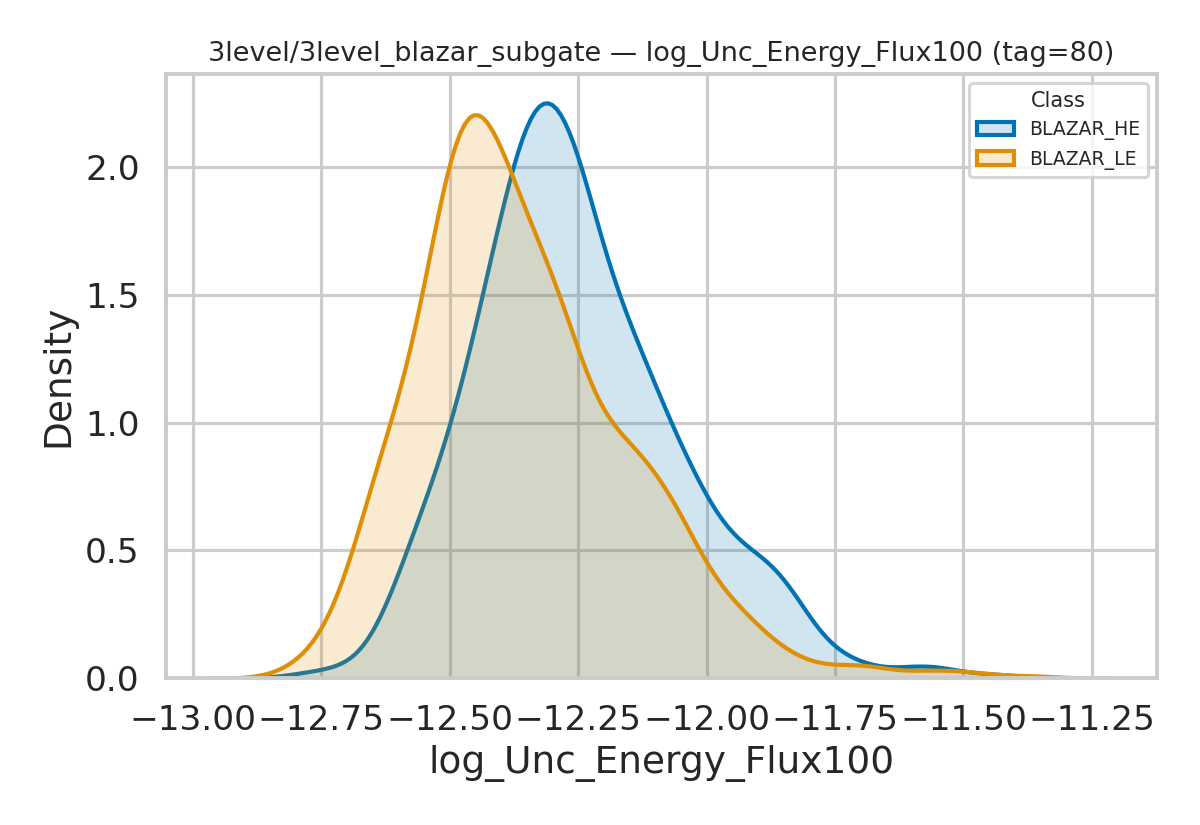 3level/3level_blazar_subgate — log_Unc_Energy_Flux100 (tag=80)
Class
BLAZAR_HE
BLAZAR_LE
Density
2.0
1.5
1.0
0.5
0.0
−13.00 −12.75 −12.50 −12.25 −12.00 −11.75 −11.50 −11.25
log_Unc_Energy_Flux100